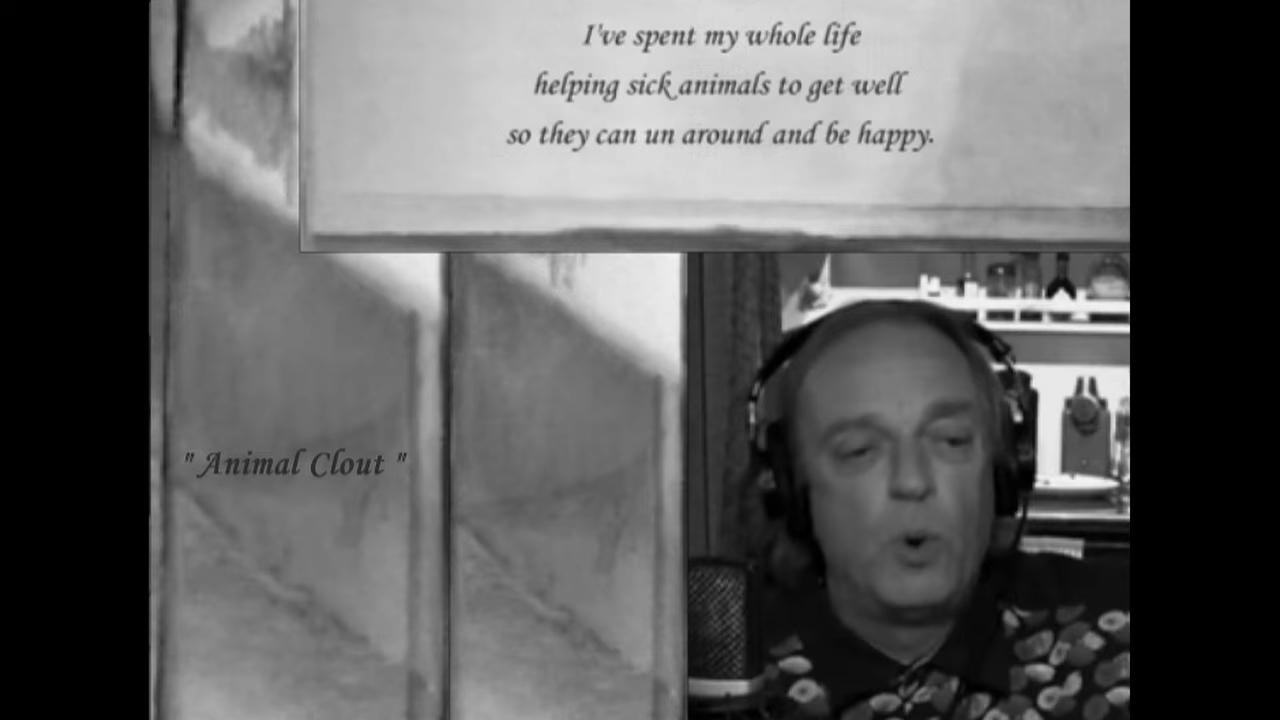 I've spent my whole life
helping sick animals to get well
so they can un around and be happy.
" Animal Clout "